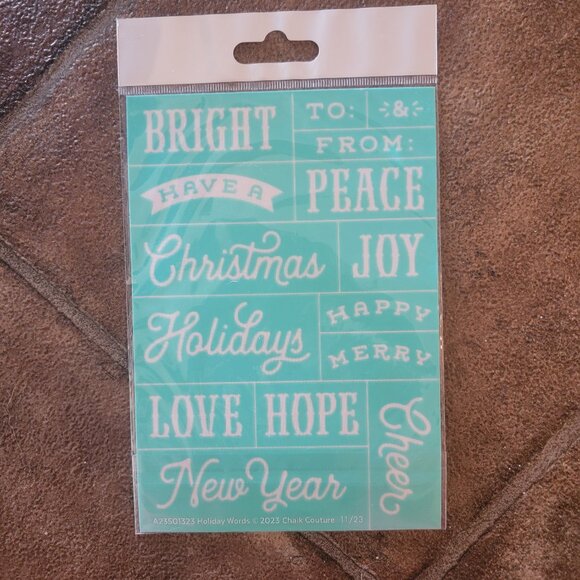 BRIGHT
TO:
&
FROM:
HAVE A
PEACE
Christmas
JOY
Holidays
HAPPY
MERRY
LOVE
HOPE
Cheer
New Year
A23501323 Holiday Words © 2023 Chalk Couture 11/23